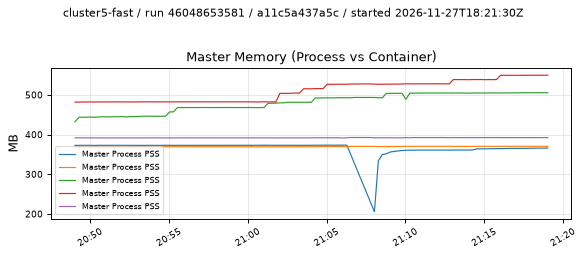 cluster5-fast / run 46048653581 / a11c5a437a5c / started 2026-11-27T18:21:30Z
Master Memory (Process vs Container)
MB
500
400
300
200
Master Process PSS
Master Process PSS
Master Process PSS
Master Process PSS
Master Process PSS
20:50
20:55
21:00
21:05
21:10
21:15
21:20